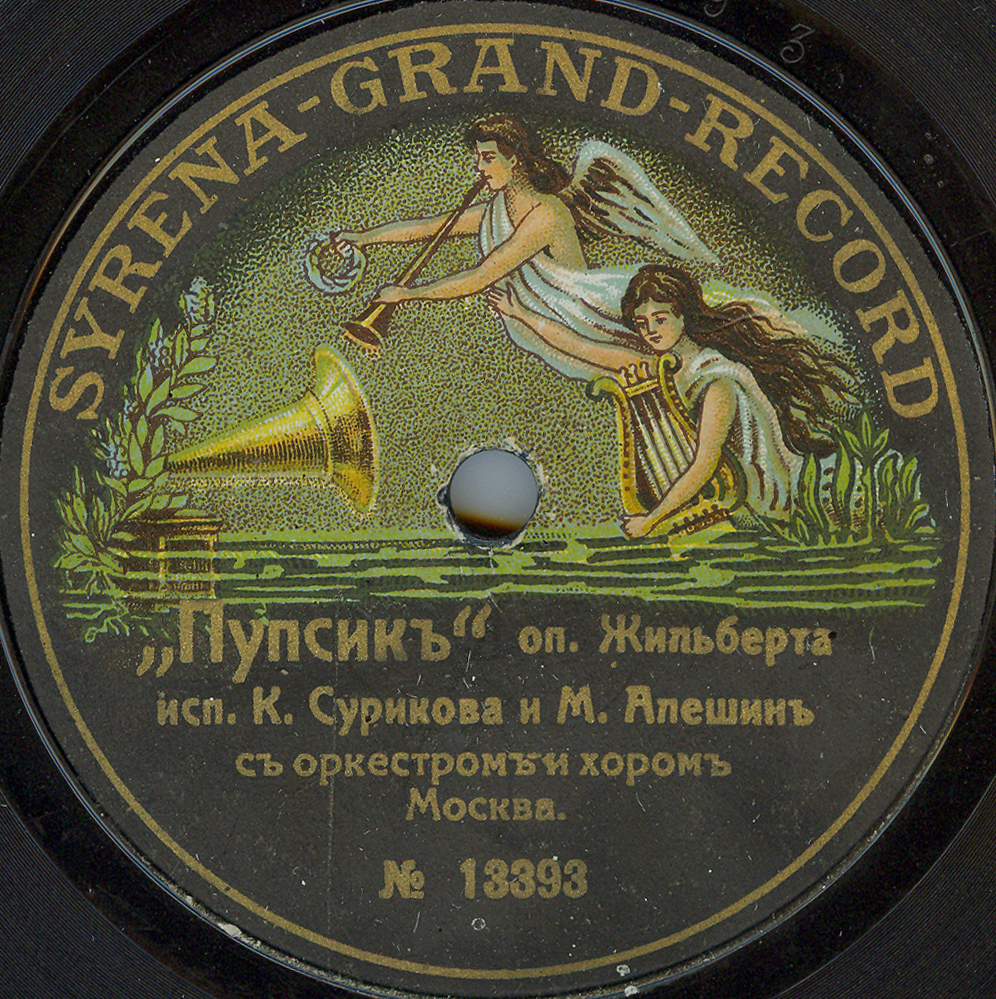 SYRENA-GRAND-RECORD
„Пупсикъ“ оп. Жильберта
исп. К. Сурикова и М. Алешинъ
съ оркестромъ и хоромъ
Москва.
№ 13393